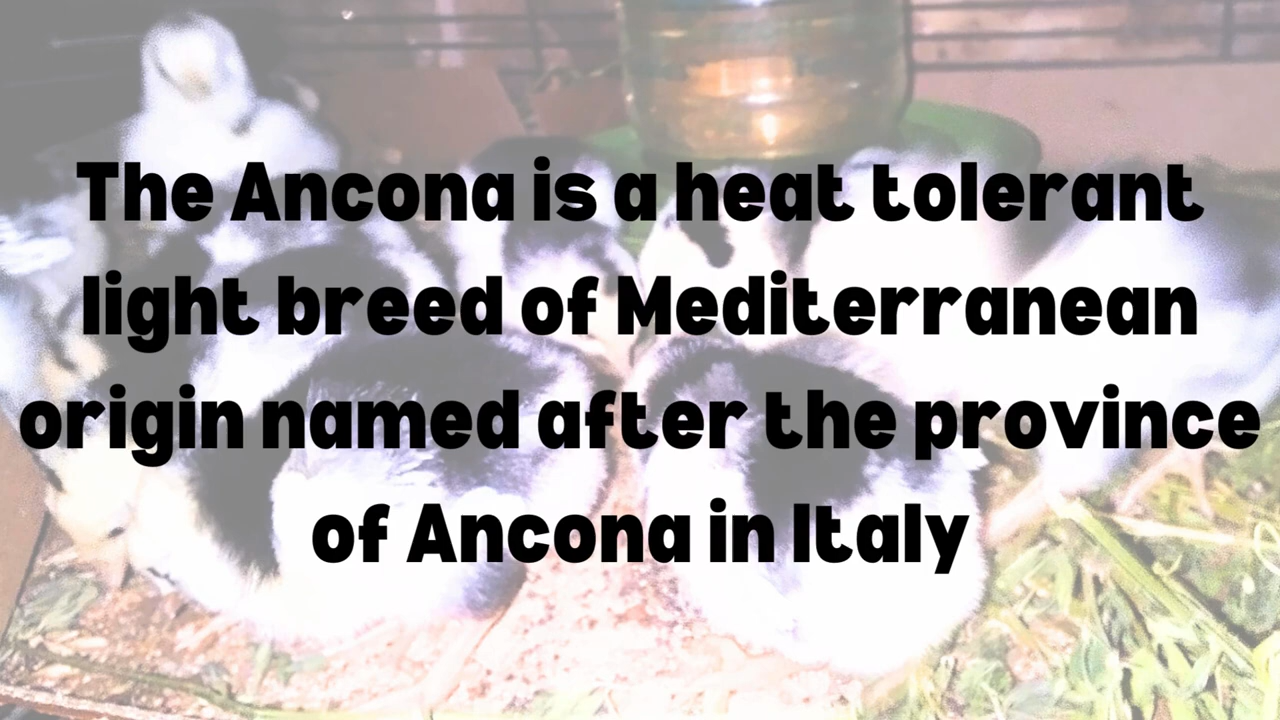 The Ancona is a heat tolerant
light breed of Mediterranean
origin named after the province
of Ancona in Italy